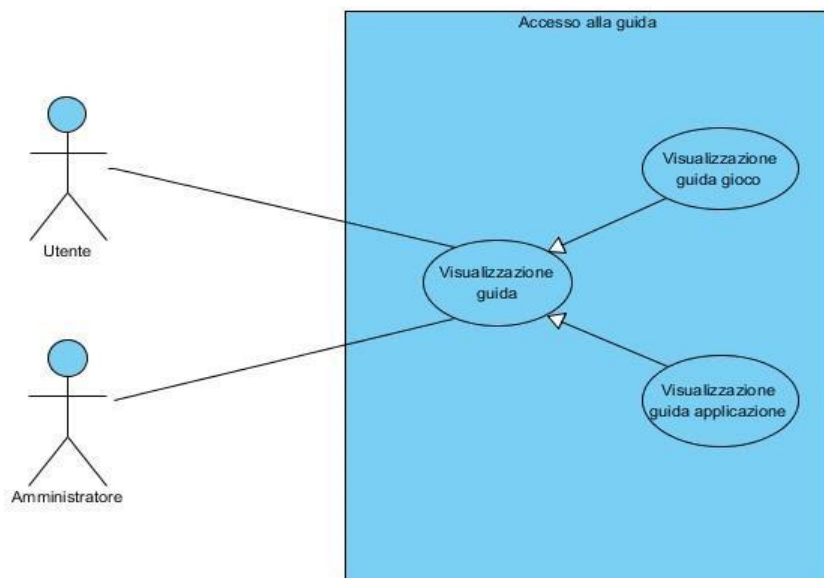 Accesso alla guida
Visualizzazione
guida gioco
Utente
Visualizzazione
guida
Visualizzazione
guida applicazione
Amministratore